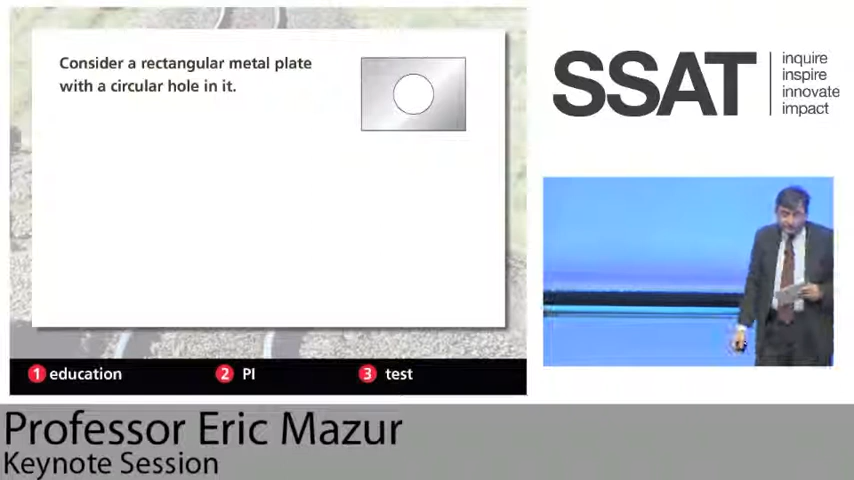 Consider a rectangular metal plate
with a circular hole in it.
SSAT
inquire
inspire
innovate
impact
1 education
2 PI
3 test
Professor Eric Mazur
Keynote Session